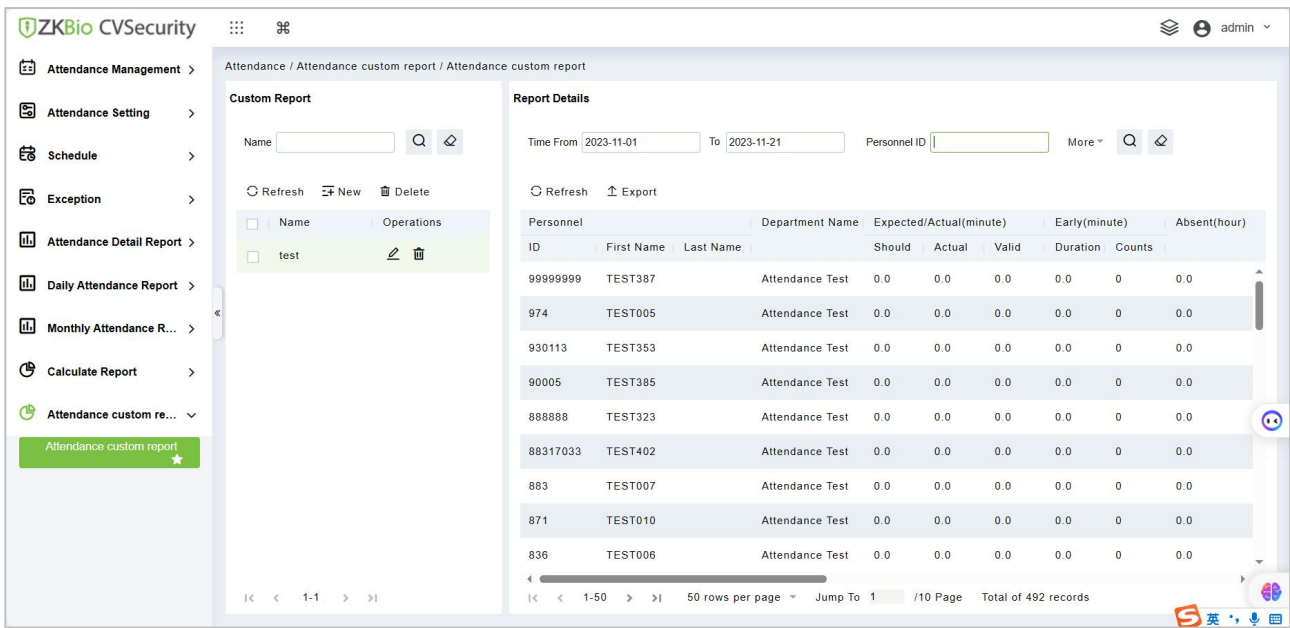 ZKBio CVSecurity
admin
Attendance Management
Attendance Setting
Schedule
Exception
Attendance Detail Report
Daily Attendance Report
Monthly Attendance R...
Calculate Report
Attendance custom re...
Attendance custom report
Attendance / Attendance custom report / Attendance custom report
Custom Report
Name
Refresh New Delete
Name Operations
test
1-1
Report Details
Time From 2023-11-01 To 2023-11-21 Personnel ID More
Refresh Export
Personnel Department Name Expected/Actual(minute) Early(minute) Absent(hour)
ID First Name Last Name Should Actual Valid Duration Counts
99999999 TEST387 Attendance Test 0.0 0.0 0.0 0.0 0 0.0
974 TEST005 Attendance Test 0.0 0.0 0.0 0.0 0 0.0
930113 TEST353 Attendance Test 0.0 0.0 0.0 0.0 0 0.0
90005 TEST385 Attendance Test 0.0 0.0 0.0 0.0 0 0.0
888888 TEST323 Attendance Test 0.0 0.0 0.0 0.0 0 0.0
88317033 TEST402 Attendance Test 0.0 0.0 0.0 0.0 0 0.0
883 TEST007 Attendance Test 0.0 0.0 0.0 0.0 0 0.0
871 TEST010 Attendance Test 0.0 0.0 0.0 0.0 0 0.0
836 TEST006 Attendance Test 0.0 0.0 0.0 0.0 0 0.0
1-50 50 rows per page Jump To 1 /10 Page Total of 492 records
S 英